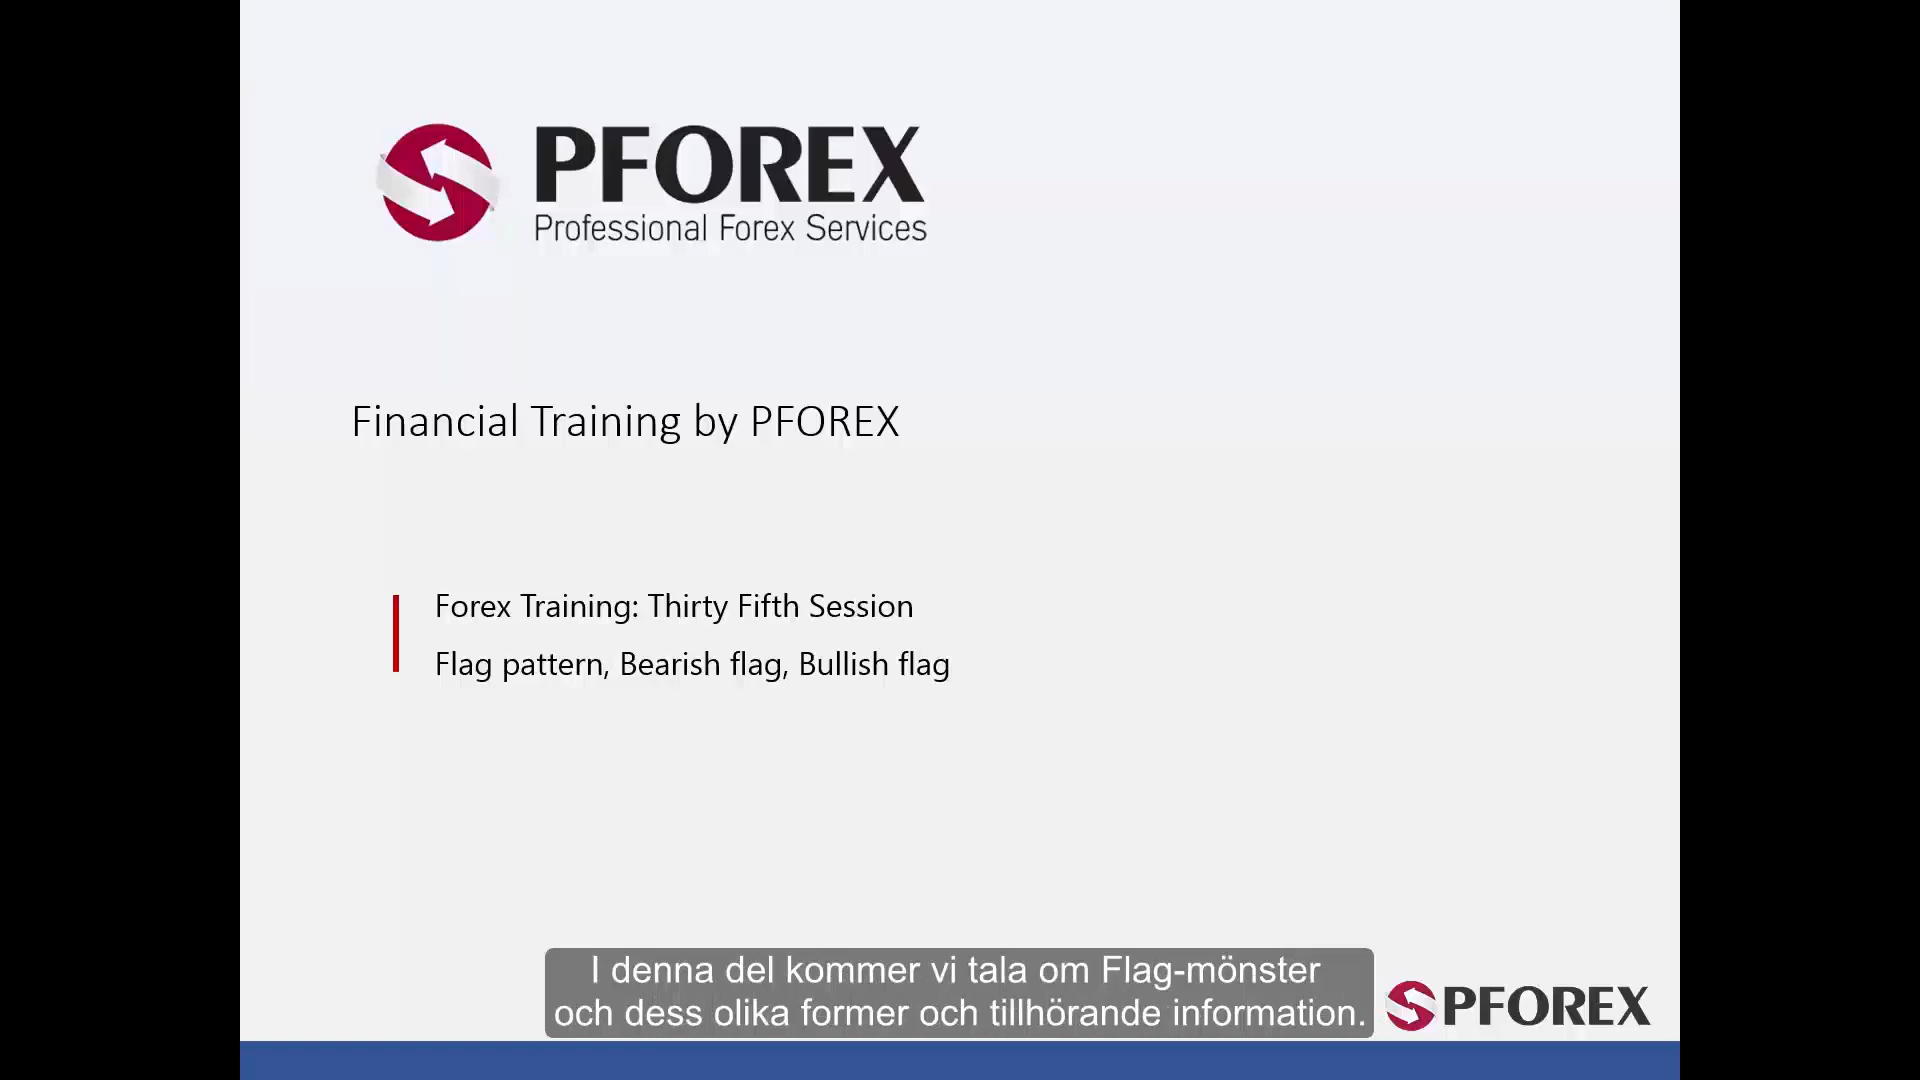 PFOREX
Professional Forex Services
Financial Training by PFOREX
Forex Training: Thirty Fifth Session
Flag pattern, Bearish flag, Bullish flag
I denna del kommer vi tala om Flag-mönster
och dess olika former och tillhörande information.
PFOREX